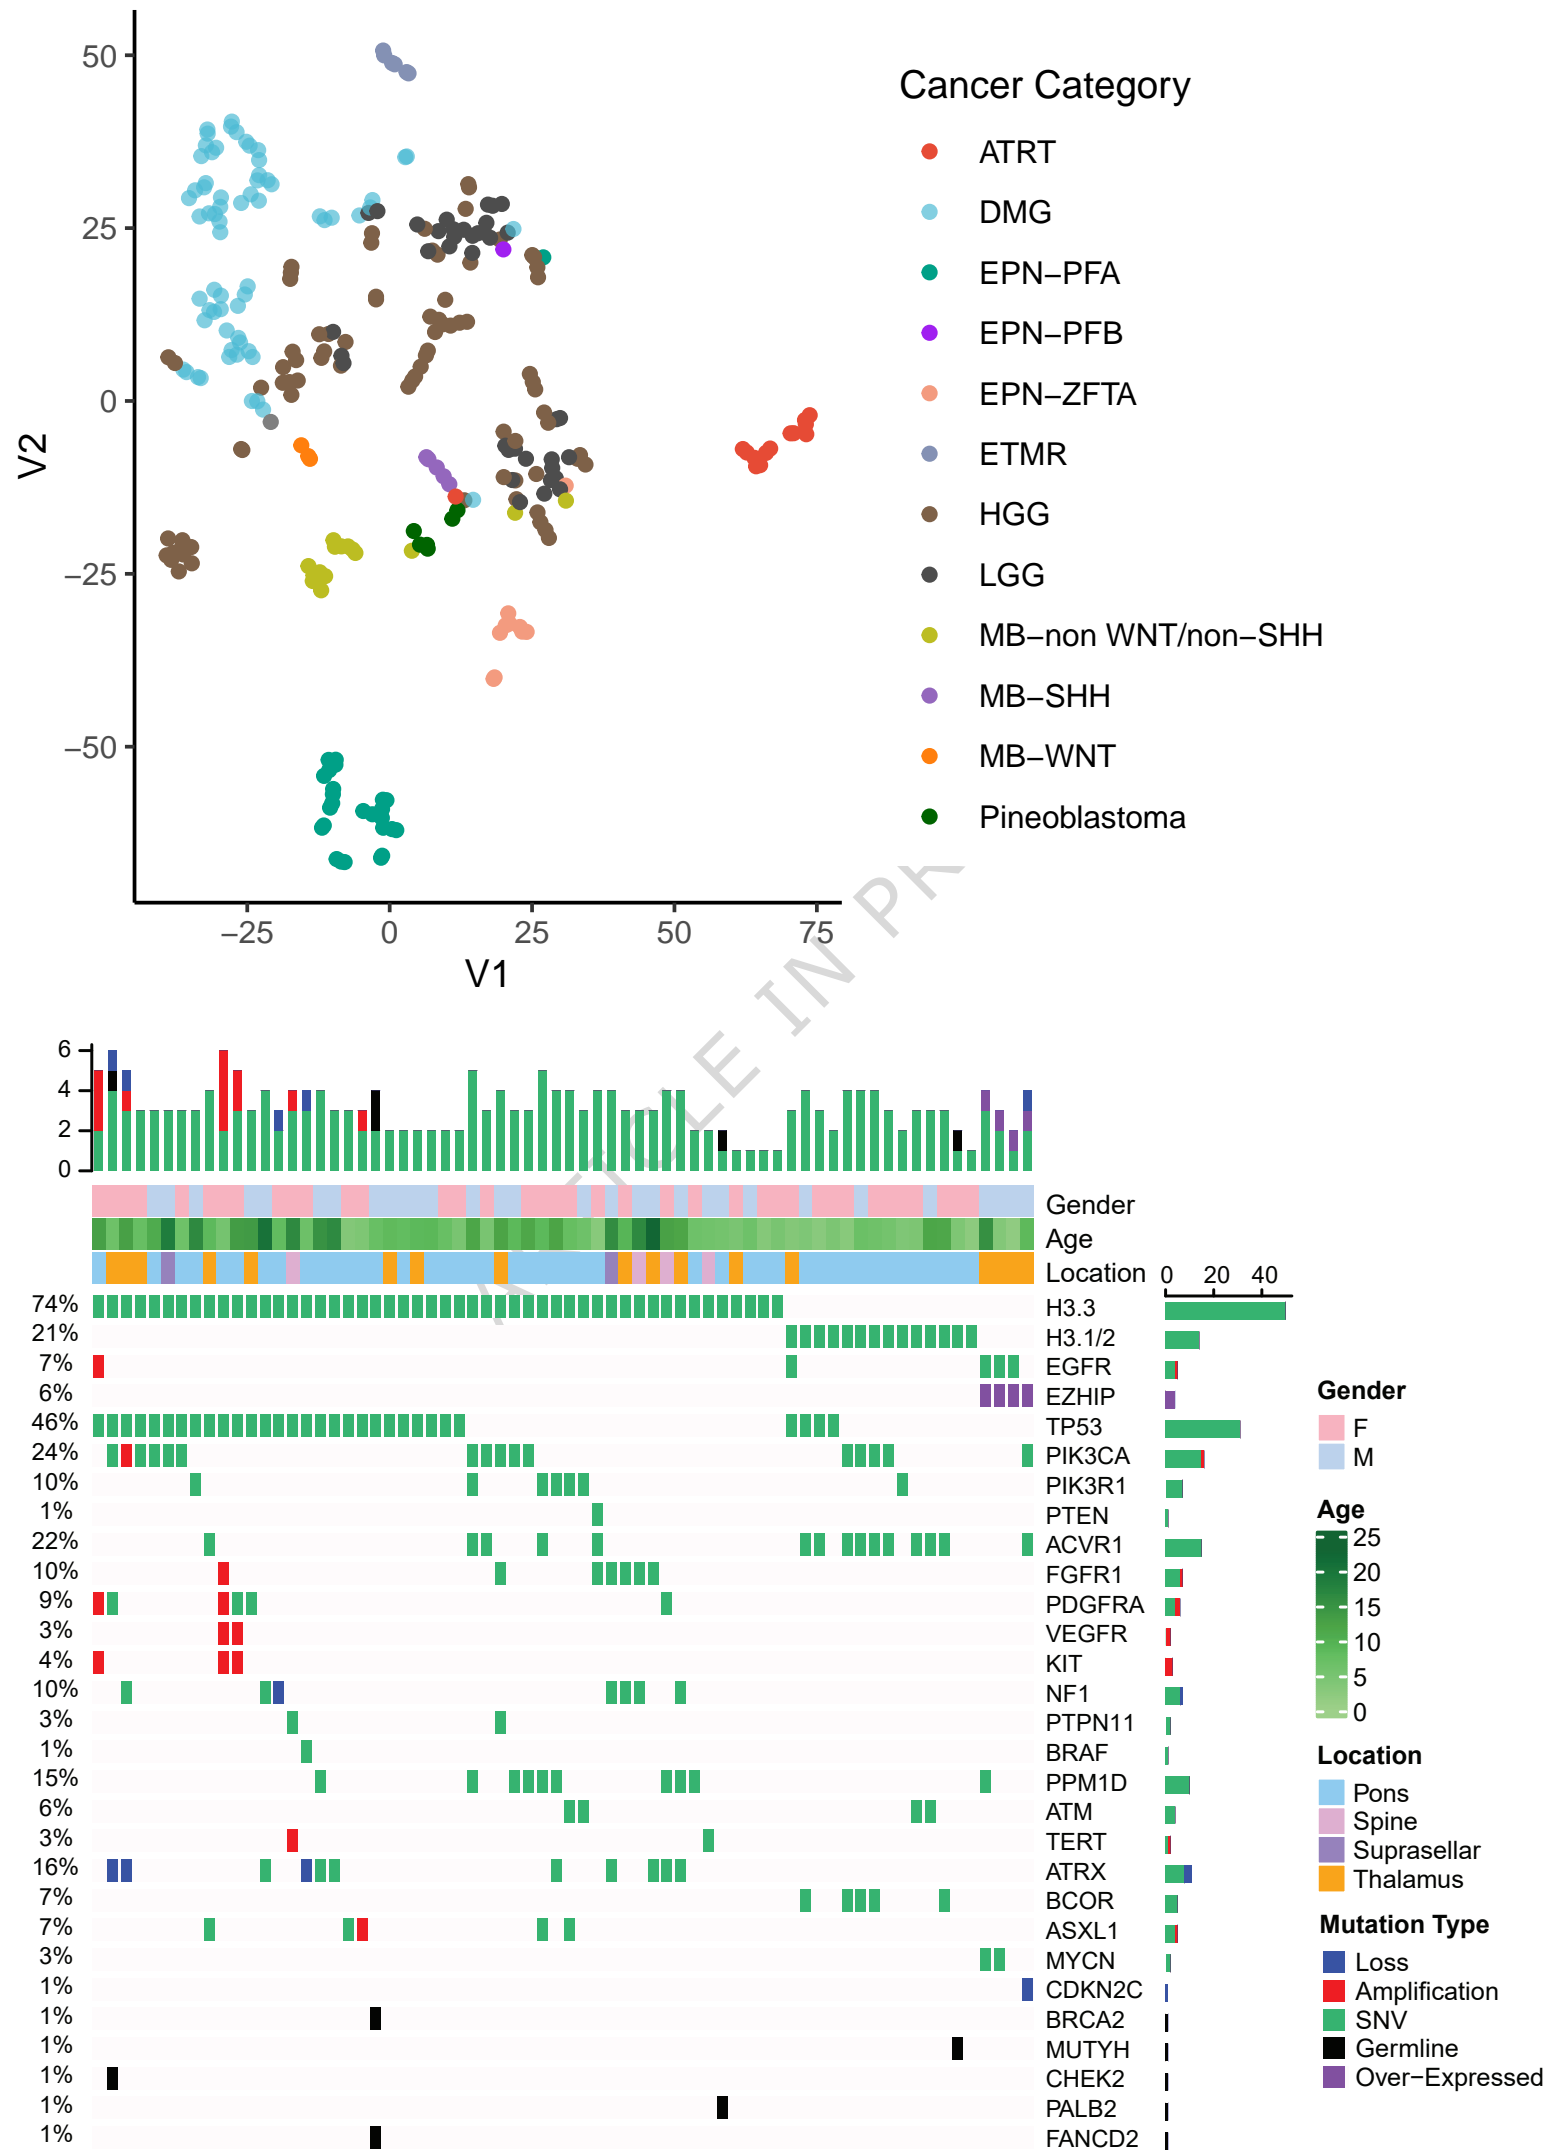 50
25
0
−25
−50
V2
−25
0
25
50
75
V1
Cancer Category
ATRT
DMG
EPN−PFA
EPN−PFB
EPN−ZFTA
ETMR
HGG
LGG
MB−non WNT/non−SHH
MB−SHH
MB−WNT
Pineoblastoma
6
4
2
0
Gender
Age
Location
0 20 40
74% H3.3
21% H3.1/2
7% EGFR
6% EZHIP
46% TP53
24% PIK3CA
10% PIK3R1
1% PTEN
22% ACVR1
10% FGFR1
9% PDGFRA
3% VEGFR
4% KIT
10% NF1
3% PTPN11
1% BRAF
15% PPM1D
6% ATM
3% TERT
16% ATRX
7% BCOR
7% ASXL1
3% MYCN
1% CDKN2C
1% BRCA2
1% MUTYH
1% CHEK2
1% PALB2
1% FANCD2
Gender
F
M
Age
25
20
15
10
5
0
Location
Pons
Spine
Suprasellar
Thalamus
Mutation Type
Loss
Amplification
SNV
Germline
Over−Expressed